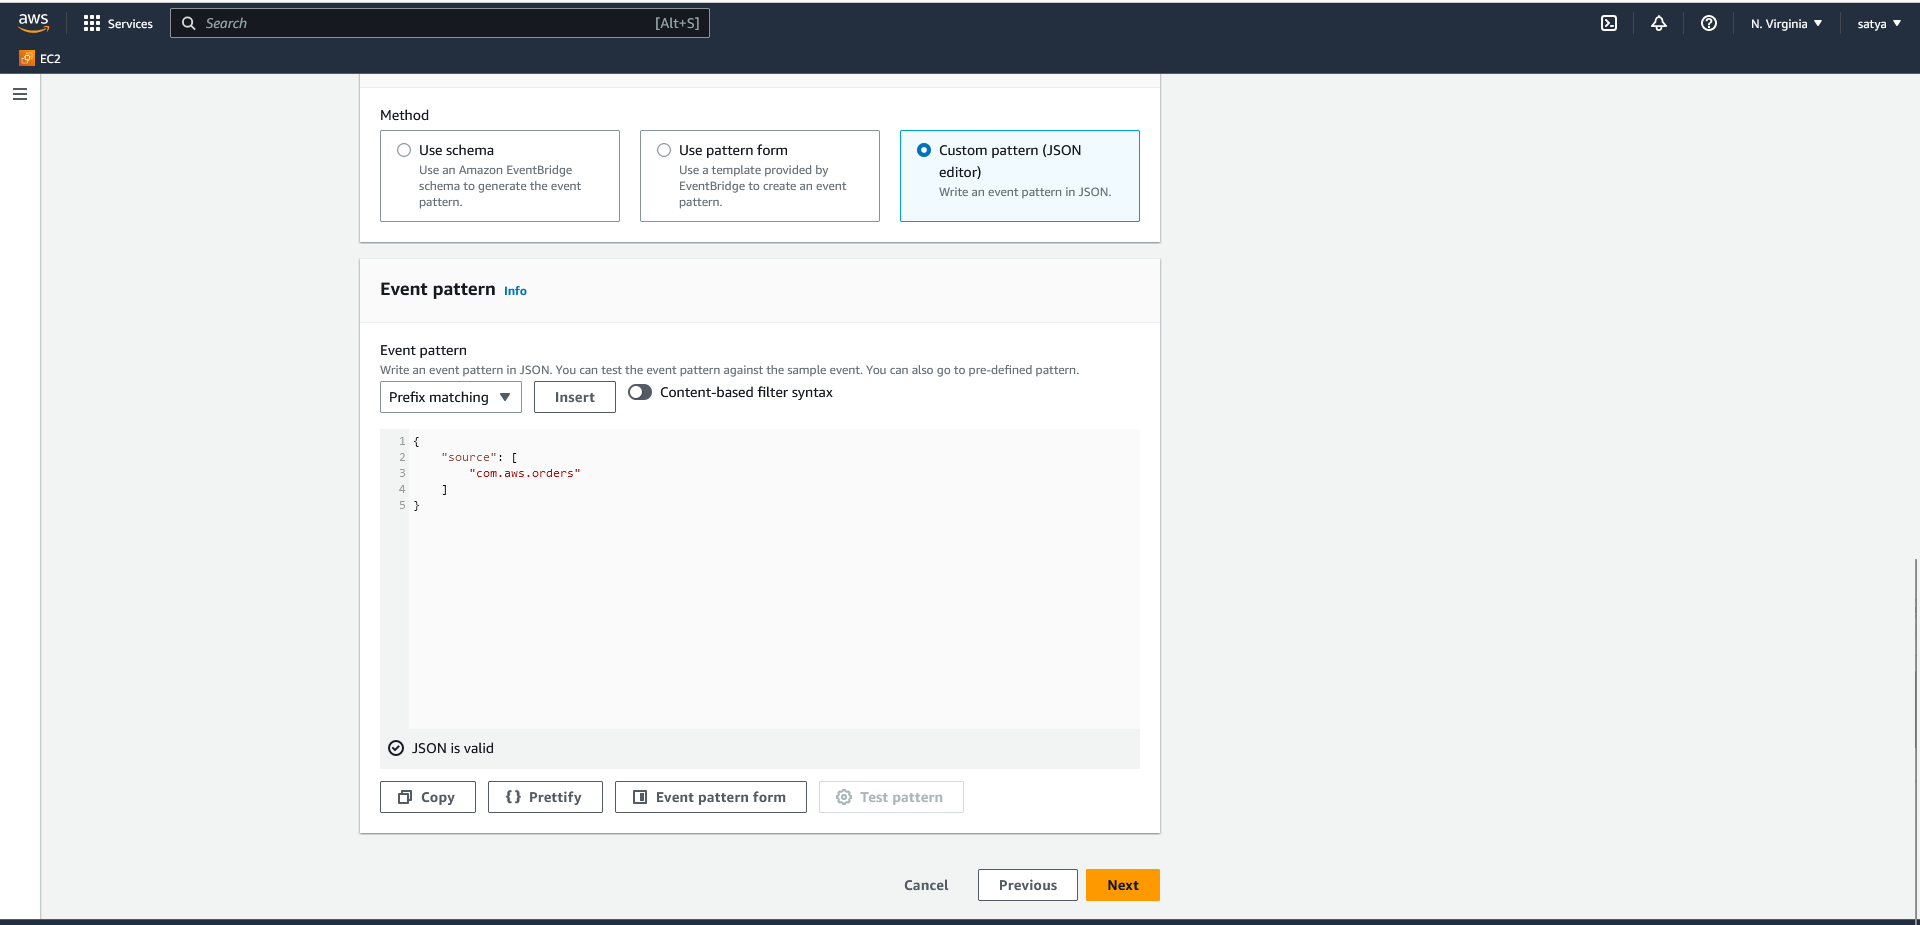 aws
Services
Search
[Alt+S]
N. Virginia
satya
EC2
Method
Use schema
Use an Amazon EventBridge
schema to generate the event
pattern.
Use pattern form
Use a template provided by
EventBridge to create an event
pattern.
Custom pattern (JSON
editor)
Write an event pattern in JSON.
Event pattern Info
Event pattern
Write an event pattern in JSON. You can test the event pattern against the sample event. You can also go to pre-defined pattern.
Prefix matching
Insert
Content-based filter syntax
1 {
2     "source": [
3         "com.aws.orders"
4     ]
5 }
JSON is valid
Copy
{} Prettify
Event pattern form
Test pattern
Cancel
Previous
Next